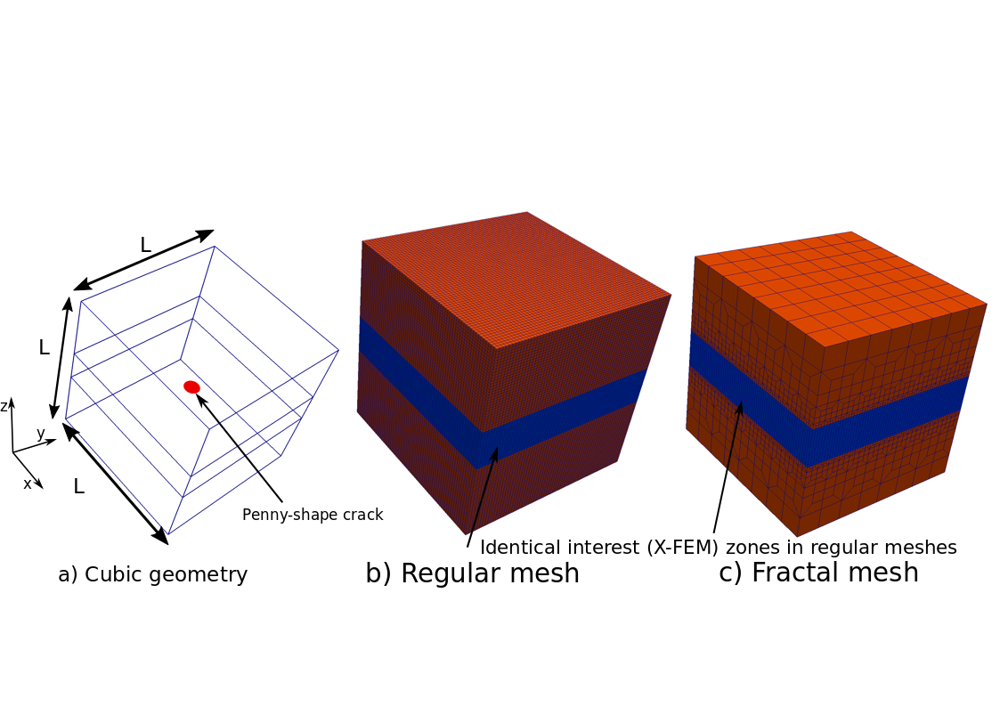 L
L
z
y
x
L
Penny-shape crack
Identical interest (X-FEM) zones in regular meshes
a) Cubic geometry
b) Regular mesh
c) Fractal mesh